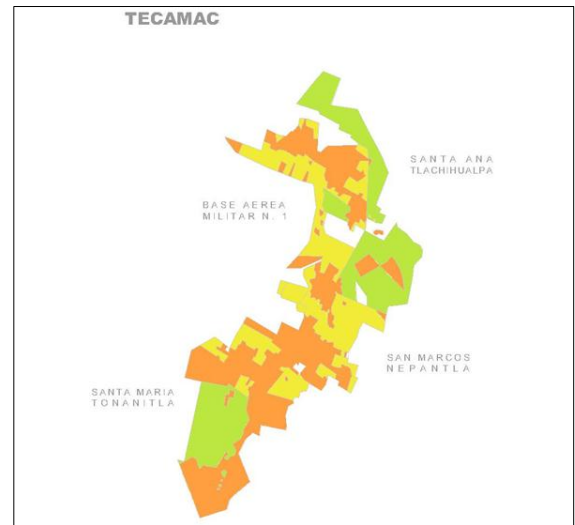 TECAMAC
SANTA ANA
TLACHIHUALPA
BASE AEREA
MILITAR N. 1
SAN MARCOS
NEPANTLA
SANTA MARIA
TONANITLA